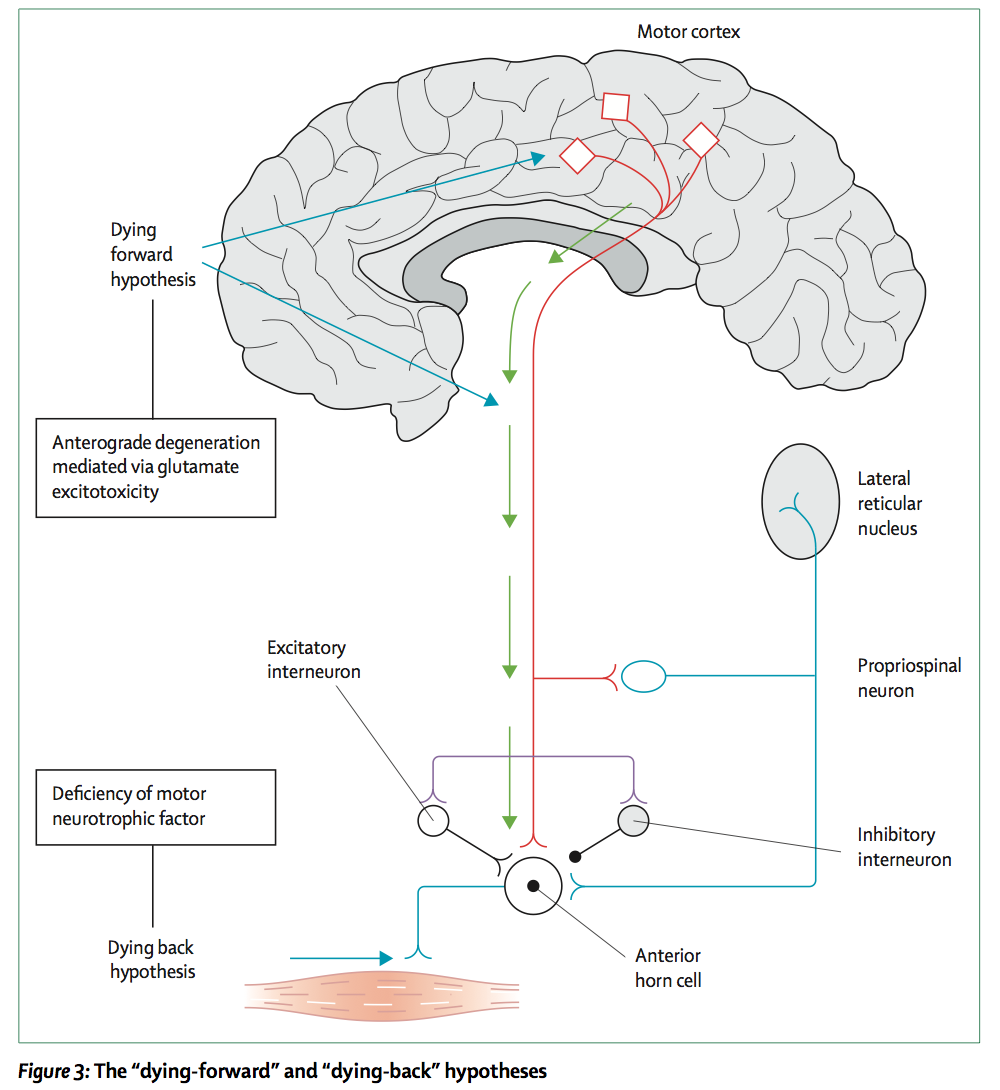 Motor cortex
Dying
forward
hypothesis
Anterograde degeneration
mediated via glutamate
excitotoxicity
Lateral
reticular
nucleus
Excitatory
interneuron
Propriospinal
neuron
Deficiency of motor
neurotrophic factor
Inhibitory
interneuron
Dying back
hypothesis
Anterior
horn cell
Figure 3: The “dying-forward” and “dying-back” hypotheses